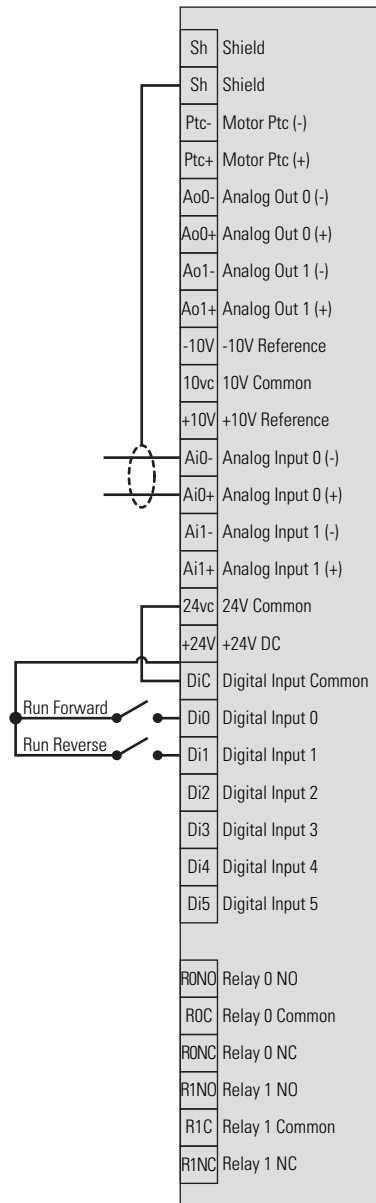 Sh Shield
Sh Shield
Ptc- Motor Ptc (-)
Ptc+ Motor Ptc (+)
Ao0- Analog Out 0 (-)
Ao0+ Analog Out 0 (+)
Ao1- Analog Out 1 (-)
Ao1+ Analog Out 1 (+)
-10V -10V Reference
10vc 10V Common
+10V +10V Reference
Ai0- Analog Input 0 (-)
Ai0+ Analog Input 0 (+)
Ai1- Analog Input 1 (-)
Ai1+ Analog Input 1 (+)
24vc 24V Common
+24V +24V DC
DiC Digital Input Common
Run Forward Di0 Digital Input 0
Run Reverse Di1 Digital Input 1
Di2 Digital Input 2
Di3 Digital Input 3
Di4 Digital Input 4
Di5 Digital Input 5
R0NO Relay 0 NO
R0C Relay 0 Common
R0NC Relay 0 NC
R1NO Relay 1 NO
R1C Relay 1 Common
R1NC Relay 1 NC